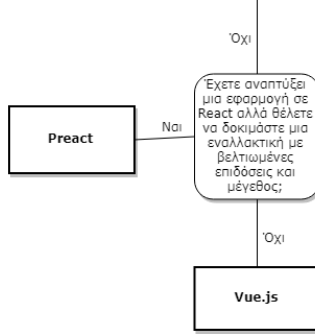 Όχι
Έχετε αναπτύξει
μια εφαρμογή σε
React αλλά θέλετε
να δοκιμάστε μια
εναλλακτική με
βελτιωμένες
επιδόσεις και
μέγεθος;
Ναι
Preact
Όχι
Vue.js